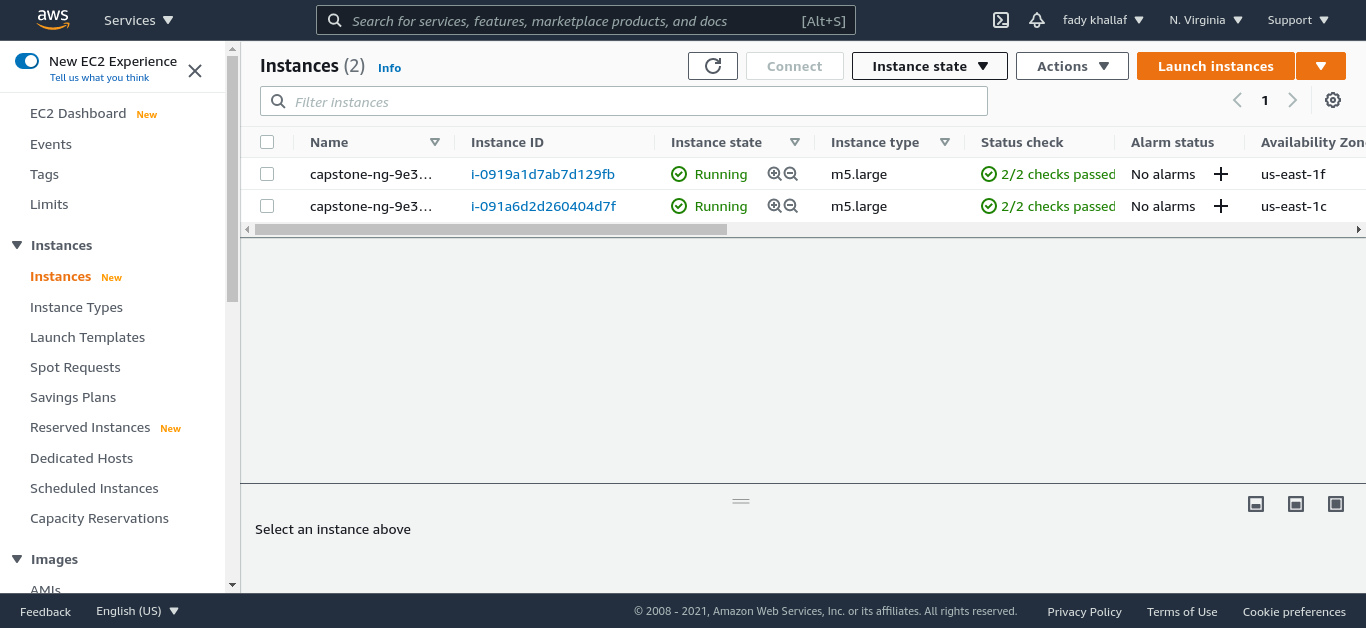 aws Services Search for services, features, marketplace products, and docs [Alt+S] fady khallaf N. Virginia Support
New EC2 Experience
Tell us what you think
EC2 Dashboard New
Events
Tags
Limits
Instances
Instances New
Instance Types
Launch Templates
Spot Requests
Savings Plans
Reserved Instances New
Dedicated Hosts
Scheduled Instances
Capacity Reservations
Images
AMIs
Instances (2) Info Connect Instance state Actions Launch instances
Filter instances 1
Name Instance ID Instance state Instance type Status check Alarm status Availability Zon
capstone-ng-9e3... i-0919a1d7ab7d129fb Running m5.large 2/2 checks passed No alarms us-east-1f
capstone-ng-9e3... i-091a6d2d260404d7f Running m5.large 2/2 checks passed No alarms us-east-1c
Select an instance above
Feedback English (US) © 2008 - 2021, Amazon Web Services, Inc. or its affiliates. All rights reserved. Privacy Policy Terms of Use Cookie preferences